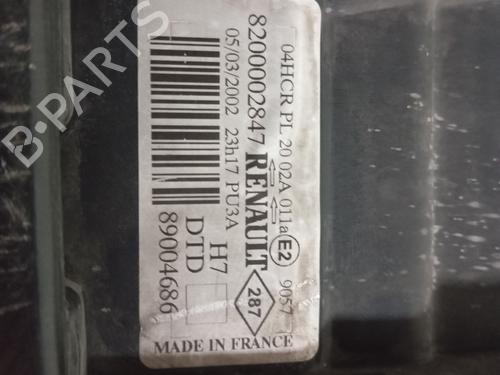 04HCR PL 20 02A 011a E2 9057
8200002847 RENAULT 287
05/03/2002 23h17 PU3A
H7
DTD
89004686
MADE IN FRANCE
B-Parts